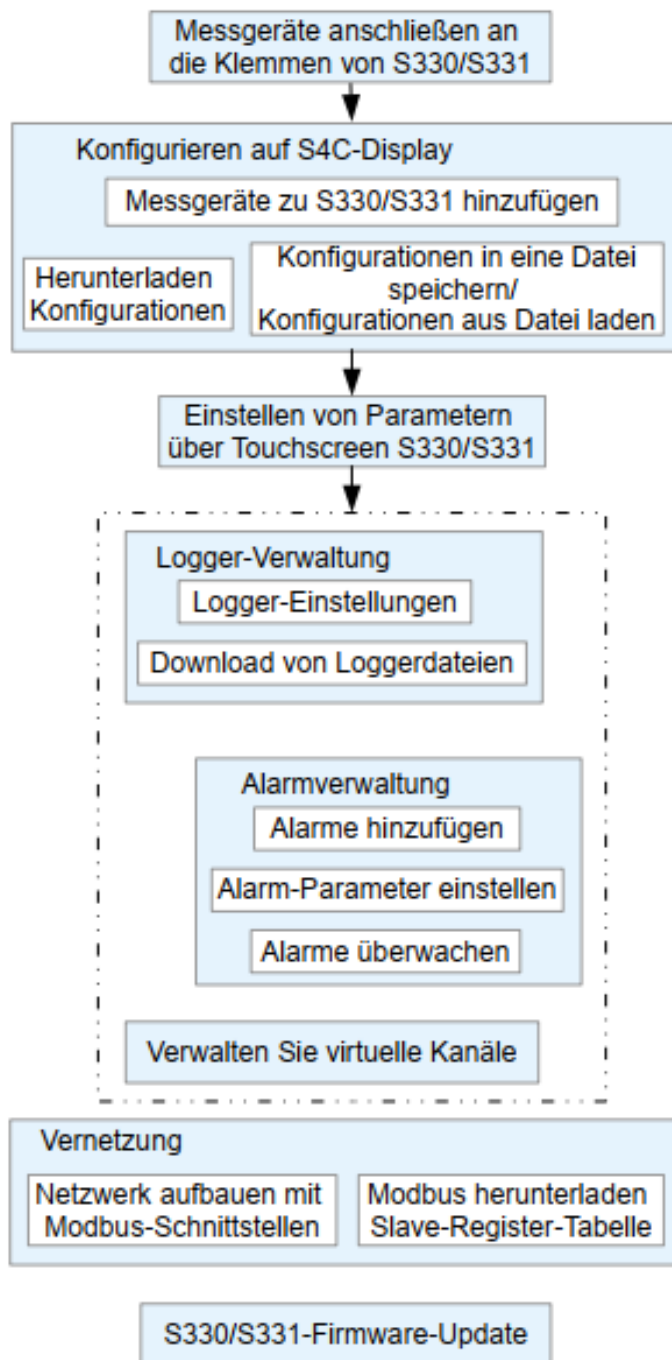 Messgeräte anschließen an
die Klemmen von S330/S331
Konfigurieren auf S4C-Display
Messgeräte zu S330/S331 hinzufügen
Herunterladen
Konfigurationen
Konfigurationen in eine Datei
speichern/
Konfigurationen aus Datei laden
Einstellen von Parametern
über Touchscreen S330/S331
Logger-Verwaltung
Logger-Einstellungen
Download von Loggerdateien
Alarmverwaltung
Alarme hinzufügen
Alarm-Parameter einstellen
Alarme überwachen
Verwalten Sie virtuelle Kanäle
Vernetzung
Netzwerk aufbauen mit
Modbus-Schnittstellen
Modbus herunterladen
Slave-Register-Tabelle
S330/S331-Firmware-Update